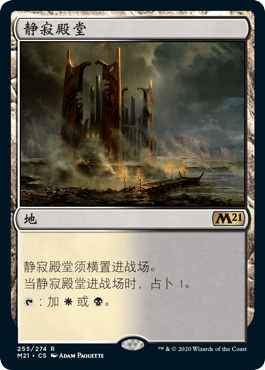 静寂殿堂
地
M21
静寂殿堂须横置进战场。
当静寂殿堂进战场时，占卜 1。
：加 或 。
255/274 R
M21 • CS ADAM PAQUETTE
™ & © 2020 Wizards of the Coast